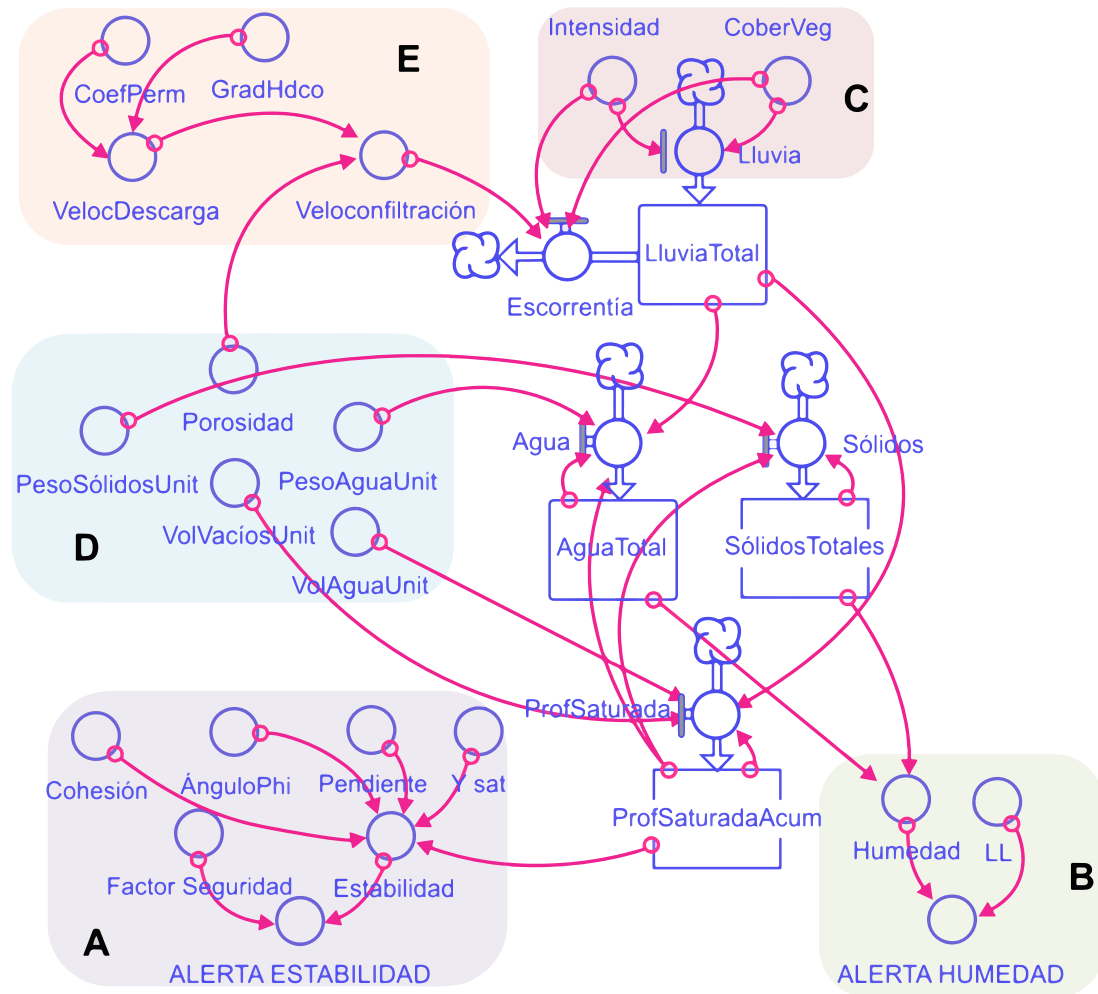 E
CoefPerm
GradHdco
VelocDescarga
Veloconfiltración
Intensidad
CoberVeg
C
Lluvia
LluviaTotal
Escorrentía
Porosidad
PesoSólidosUnit
PesoAguaUnit
VolVacíosUnit
VolAguaUnit
D
Agua
Sólidos
AguaTotal
SólidosTotales
ProfSaturada
ProfSaturadaAcum
Cohesión
ÁnguloPhi
Pendiente
Y sat
Factor Seguridad
Estabilidad
A
ALERTA ESTABILIDAD
Humedad
LL
B
ALERTA HUMEDAD